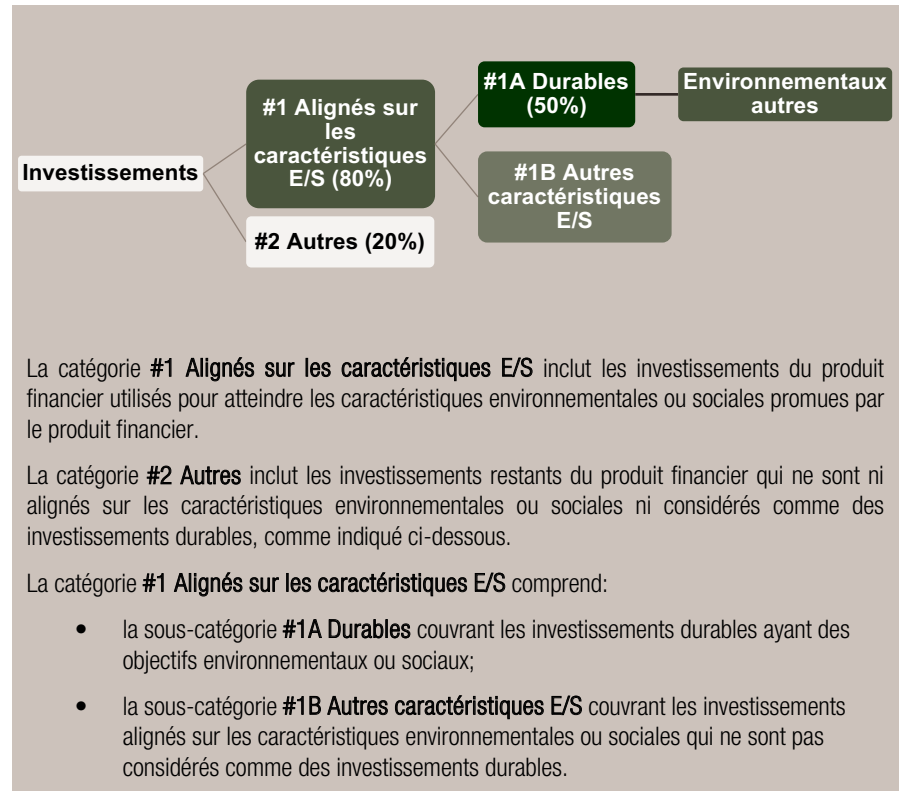 Investissements
#1 Alignés sur
les
caractéristiques
E/S (80%)
#2 Autres (20%)
#1A Durables
(50%)
Environnementaux
autres
#1B Autres
caractéristiques
E/S
La catégorie #1 Alignés sur les caractéristiques E/S inclut les investissements du produit
financier utilisés pour atteindre les caractéristiques environnementales ou sociales promues par
le produit financier.
La catégorie #2 Autres inclut les investissements restants du produit financier qui ne sont ni
alignés sur les caractéristiques environnementales ou sociales ni considérés comme des
investissements durables, comme indiqué ci-dessous.
La catégorie #1 Alignés sur les caractéristiques E/S comprend:
• la sous-catégorie #1A Durables couvrant les investissements durables ayant des
objectifs environnementaux ou sociaux;
• la sous-catégorie #1B Autres caractéristiques E/S couvrant les investissements
alignés sur les caractéristiques environnementales ou sociales qui ne sont pas
considérés comme des investissements durables.